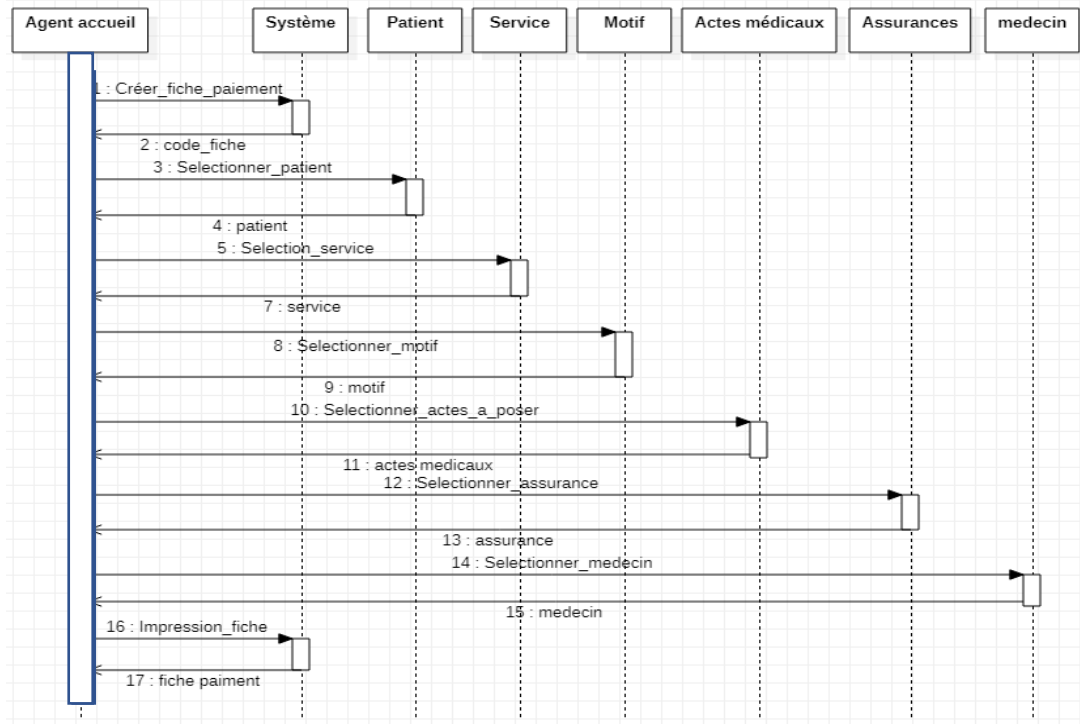 Agent accueil Système Patient Service Motif Actes médicaux Assurances medecin
1 : Créer_fiche_paiement
2 : code_fiche
3 : Selectionner_patient
4 : patient
5 : Selection_service
7 : service
8 : Selectionner_motif
9 : motif
10 : Selectionner_actes_a_poser
11 : actes medicaux
12 : Selectionner_assurance
13 : assurance
14 : Selectionner_medecin
15 : medecin
16 : Impression_fiche
17 : fiche paiment